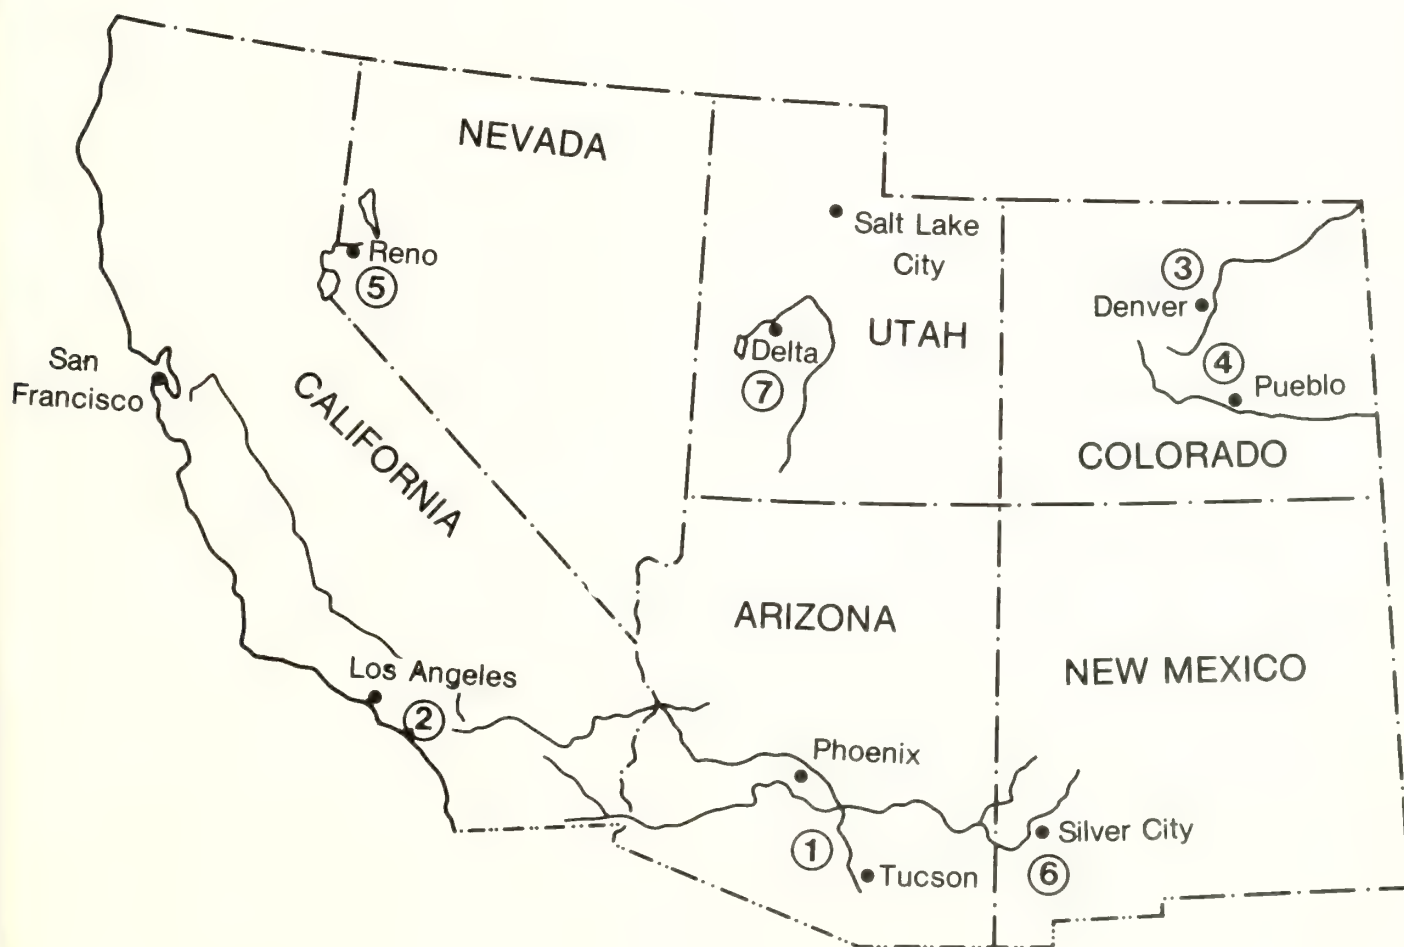 NEVADA
Reno
5
Salt Lake
City
UTAH
Delta
7
3
Denver
4
Pueblo
COLORADO
San
Francisco
CALIFORNIA
Los Angeles
2
ARIZONA
Phoenix
1
Tucson
NEW MEXICO
Silver City
6